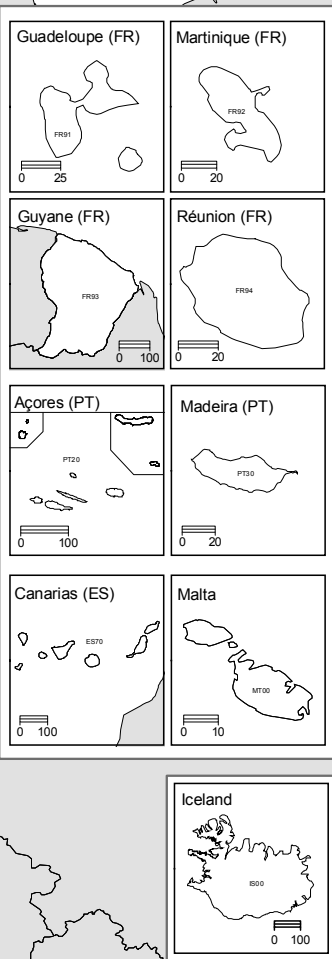 Guadeloupe (FR)
FR91
0 25
Martinique (FR)
FR92
0 20
Guyane (FR)
FR93
0 100
Réunion (FR)
FR94
0 20
Açores (PT)
PT20
0 100
Madeira (PT)
PT30
0 20
Canarias (ES)
ES70
0 100
Malta
MT00
0 10
Iceland
IS00
0 100